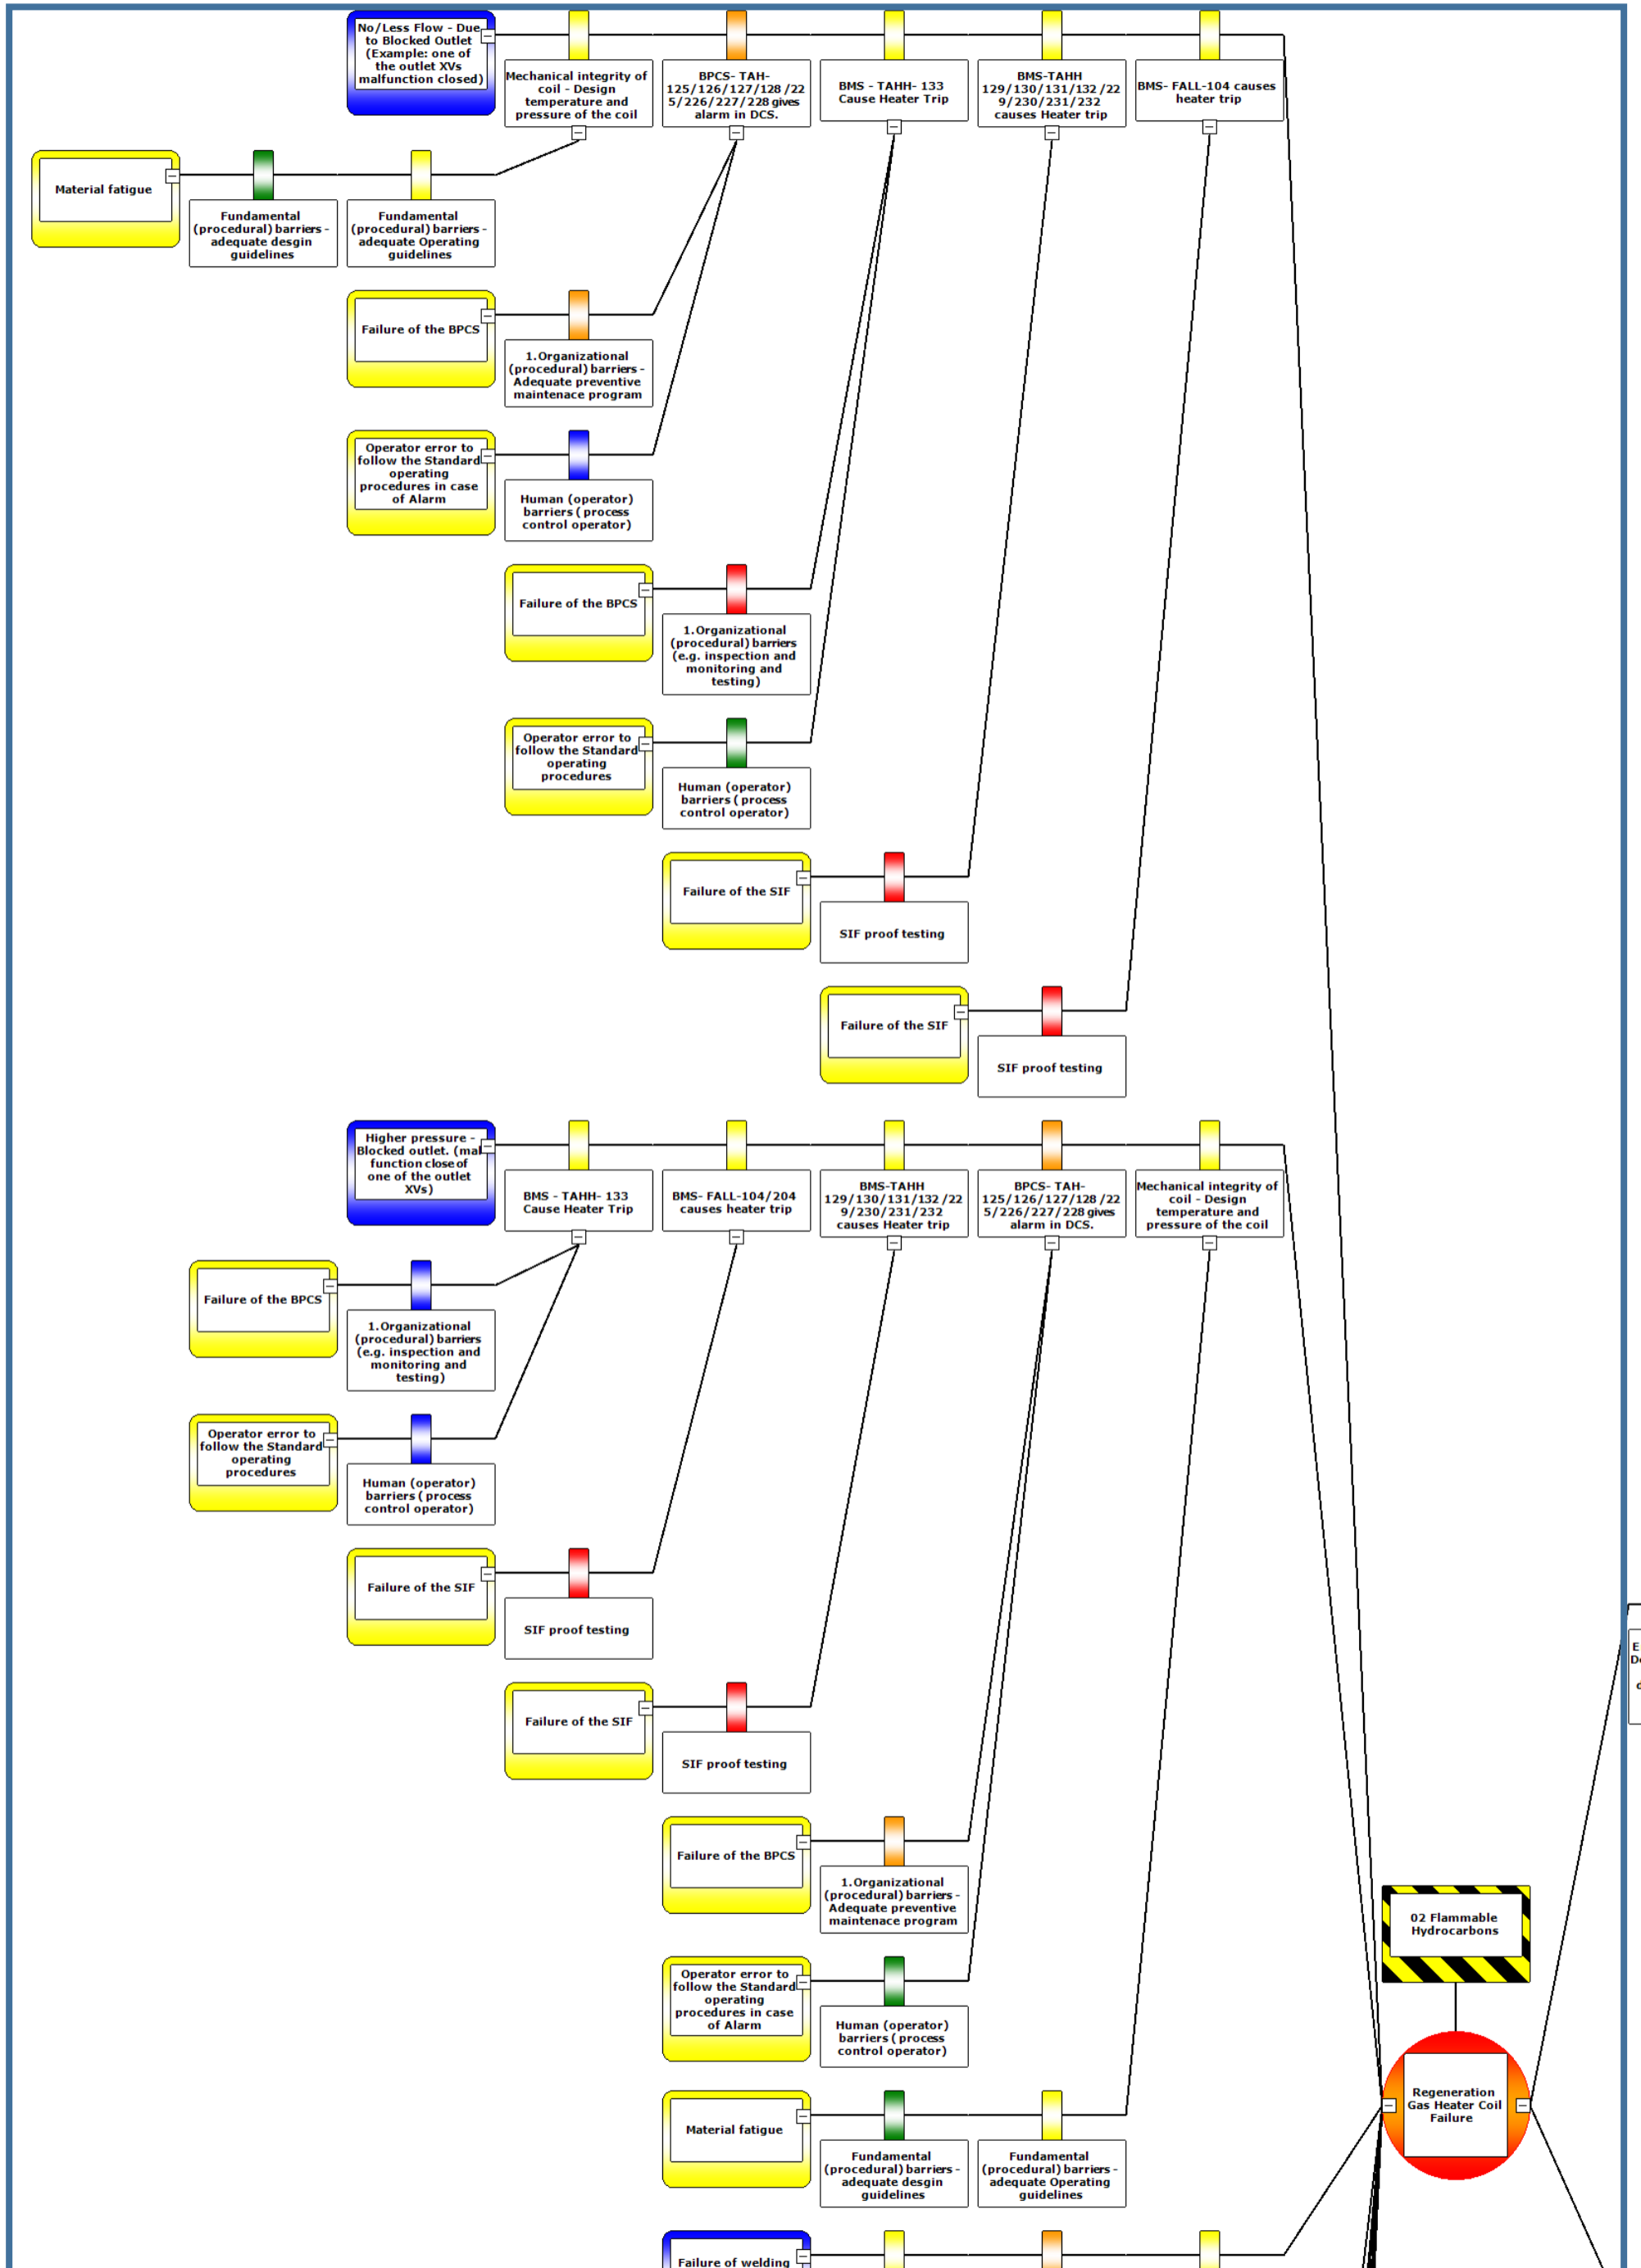 No/Less Flow - Due
to Blocked Outlet
(Example: one of
the outlet XVs
malfunction closed)
Mechanical integrity of
coil - Design
temperature and
pressure of the coil
BPCS- TAH-
125/126/127/128/22
5/226/227/228 gives
alarm in DCS.
BMS - TAHH- 133
Cause Heater Trip
BMS-TAHH
129/130/131/132/22
9/230/231/232
causes Heater trip
BMS- FALL-104 causes
heater trip
Material fatigue
Fundamental
(procedural) barriers -
adequate desgin
guidelines
Fundamental
(procedural) barriers -
adequate Operating
guidelines
Failure of the BPCS
1.Organizational
(procedural) barriers -
Adequate preventive
maintenace program
Operator error to
follow the Standard
operating
procedures in case
of Alarm
Human (operator)
barriers ( process
control operator)
Failure of the BPCS
1.Organizational
(procedural) barriers
(e.g. inspection and
monitoring and
testing)
Operator error to
follow the Standard
operating
procedures
Human (operator)
barriers ( process
control operator)
Failure of the SIF
SIF proof testing
Failure of the SIF
SIF proof testing
Higher pressure -
Blocked outlet. (mal
function close of
one of the outlet
XVs)
BMS - TAHH- 133
Cause Heater Trip
BMS- FALL-104/204
causes heater trip
BMS-TAHH
129/130/131/132/22
9/230/231/232
causes Heater trip
BPCS- TAH-
125/126/127/128/22
5/226/227/228 gives
alarm in DCS.
Mechanical integrity of
coil - Design
temperature and
pressure of the coil
Failure of the BPCS
1.Organizational
(procedural) barriers
(e.g. inspection and
monitoring and
testing)
Operator error to
follow the Standard
operating
procedures
Human (operator)
barriers ( process
control operator)
Failure of the SIF
SIF proof testing
Failure of the SIF
SIF proof testing
Failure of the BPCS
1.Organizational
(procedural) barriers -
Adequate preventive
maintenace program
Operator error to
follow the Standard
operating
procedures in case
of Alarm
Human (operator)
barriers ( process
control operator)
Material fatigue
Fundamental
(procedural) barriers -
adequate desgin
guidelines
Fundamental
(procedural) barriers -
adequate Operating
guidelines
02 Flammable
Hydrocarbons
Regeneration
Gas Heater Coil
Failure
Failure of welding